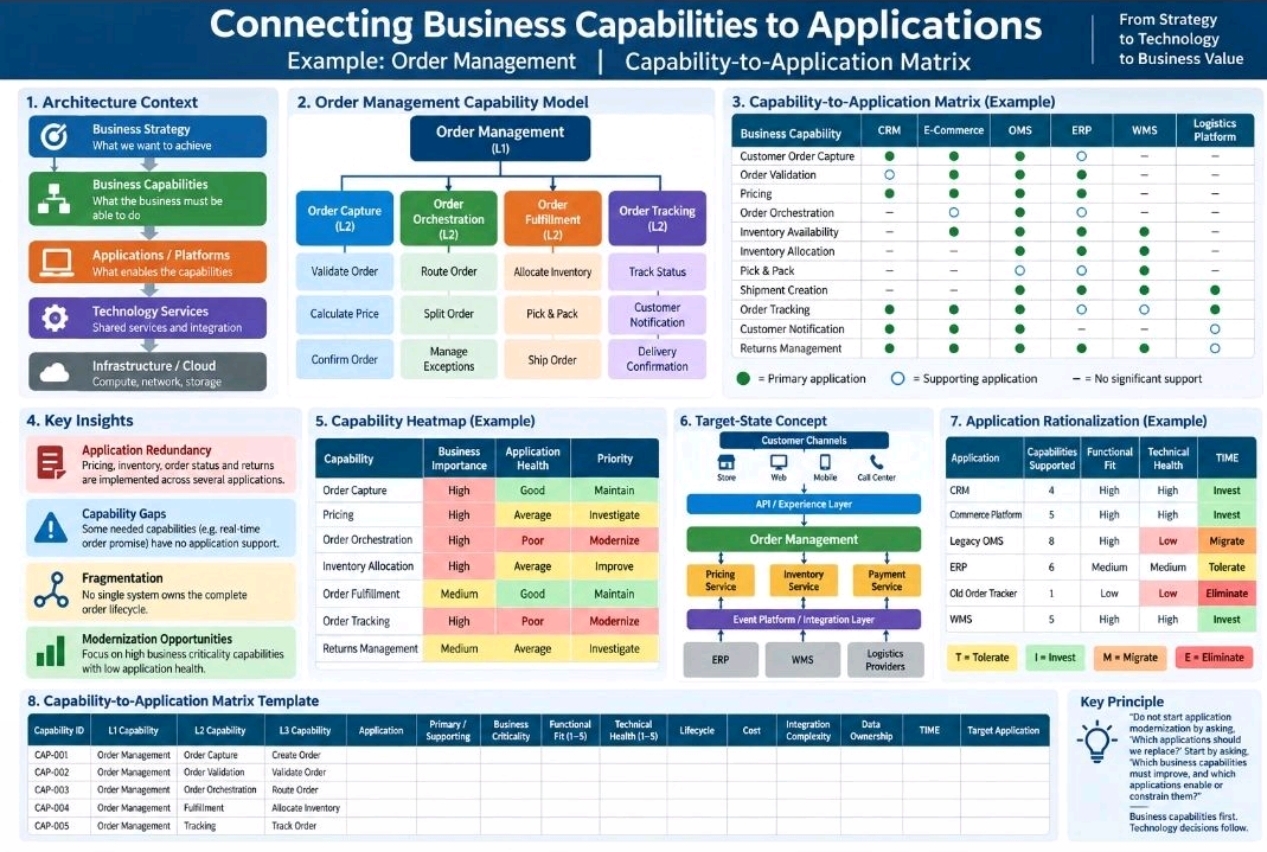 Connecting Business Capabilities to Applications
Example: Order Management | Capability-to-Application Matrix
From Strategy
to Technology
to Business Value
1. Architecture Context
Business Strategy
What we want to achieve
Business Capabilities
What the business must be
able to do
Applications / Platforms
What enables the capabilities
Technology Services
Shared services and integration
Infrastructure / Cloud
Compute, network, storage
2. Order Management Capability Model
Order Management
(L1)
Order Capture
(L2)
Order
Orchestration
(L2)
Order
Fulfillment
(L2)
Order Tracking
(L2)
Validate Order
Route Order
Allocate Inventory
Track Status
Calculate Price
Split Order
Pick & Pack
Customer
Notification
Confirm Order
Manage
Exceptions
Ship Order
Delivery
Confirmation
3. Capability-to-Application Matrix (Example)
Business Capability CRM E-Commerce OMS ERP WMS Logistics
Platform
Customer Order Capture ● ● ● ○ – –
Order Validation ○ ● ● ● – –
Pricing ● ● ● ● – –
Order Orchestration – ○ ● ○ – –
Inventory Availability – ● ● ● ● –
Inventory Allocation – – ● ● ● –
Pick & Pack – – ○ ○ ● –
Shipment Creation – – ● ● ● ●
Order Tracking ● ● ● ○ ○ ●
Customer Notification ● ● ● – – ○
Returns Management ● ● ● ● ● ○
● = Primary application ○ = Supporting application – = No significant support
4. Key Insights
Application Redundancy
Pricing, inventory, order status and returns
are implemented across several applications.
Capability Gaps
Some needed capabilities (e.g. real-time
order promise) have no application support.
Fragmentation
No single system owns the complete
order lifecycle.
Modernization Opportunities
Focus on high business criticality capabilities
with low application health.
5. Capability Heatmap (Example)
Capability Business
Importance Application
Health Priority
Order Capture High Good Maintain
Pricing High Average Investigate
Order Orchestration High Poor Modernize
Inventory Allocation High Average Improve
Order Fulfillment Medium Good Maintain
Order Tracking High Poor Modernize
Returns Management Medium Average Investigate
6. Target-State Concept
Customer Channels
Store Web Mobile Call Center
API / Experience Layer
Order Management
Pricing
Service
Inventory
Service
Payment
Service
Event Platform / Integration Layer
ERP
WMS
Logistics
Providers
7. Application Rationalization (Example)
Application Capabilities
Supported Functional
Fit Technical
Health TIME
CRM 4 High High Invest
Commerce Platform 5 High High Invest
Legacy OMS 8 High Low Migrate
ERP 6 Medium Medium Tolerate
Old Order Tracker 1 Low Low Eliminate
WMS 5 High High Invest
T = Tolerate I = Invest M = Migrate E = Eliminate
8. Capability-to-Application Matrix Template
Capability ID L1 Capability L2 Capability L3 Capability Application Primary /
Supporting Business
Criticality Functional
Fit (1–5) Technical
Health (1–5) Lifecycle Cost Integration
Complexity Data
Ownership TIME Target Application
CAP-001 Order Management Order Capture Create Order
CAP-002 Order Management Order Validation Validate Order
CAP-003 Order Management Order Orchestration Route Order
CAP-004 Order Management Fulfillment Allocate Inventory
CAP-005 Order Management Tracking Track Order
Key Principle
"Do not start application
modernization by asking,
'Which applications should
we replace?' Start by asking,
'Which business capabilities
must improve, and which
applications enable or
constrain them?"
Business capabilities first.
Technology decisions follow.